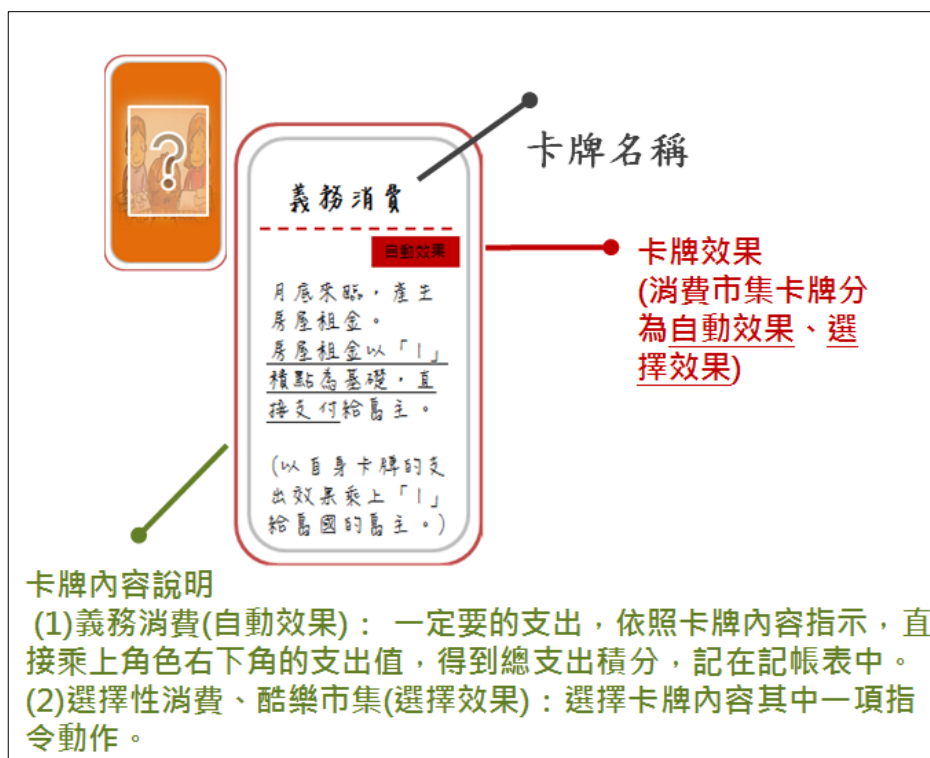 ?
卡牌名稱
義務消費
自動效果
月底來臨，產生
房屋租金。
房屋租金以「1」
積點為基礎，直
接支付給島主。
(以自身卡牌的支
出效果乘上「1」
給島國的島主。)
卡牌效果
(消費市集卡牌分
為自動效果、選
擇效果)
卡牌內容說明
(1)義務消費(自動效果)： 一定要的支出，依照卡牌內容指示，直
接乘上角色右下角的支出值，得到總支出積分，記在記帳表中。
(2)選擇性消費、酷樂市集(選擇效果)：選擇卡牌內容其中一項指
令動作。